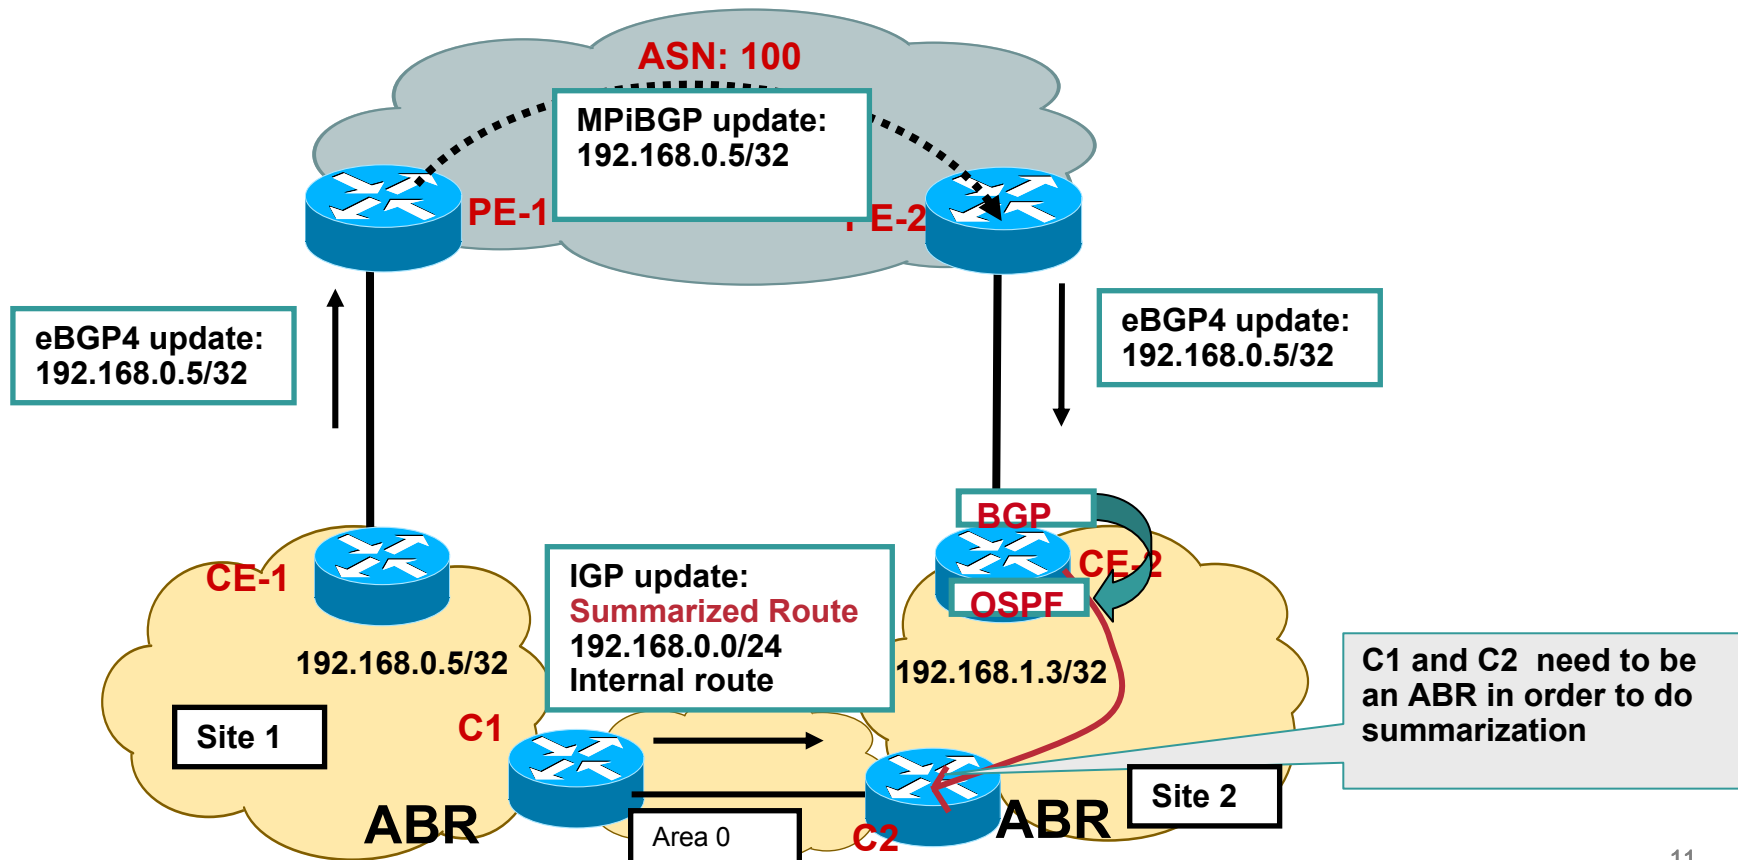 ASN: 100
MPiBGP update:
192.168.0.5/32
PE-1
PE-2
eBGP4 update:
192.168.0.5/32
eBGP4 update:
192.168.0.5/32
BGP
CE-1
CE-2
OSPF
IGP update:
Summarized Route
192.168.0.0/24
Internal route
192.168.0.5/32
192.168.1.3/32
C1 and C2 need to be
an ABR in order to do
summarization
Site 1
C1
Site 2
ABR
ABR
Area 0
C2
11